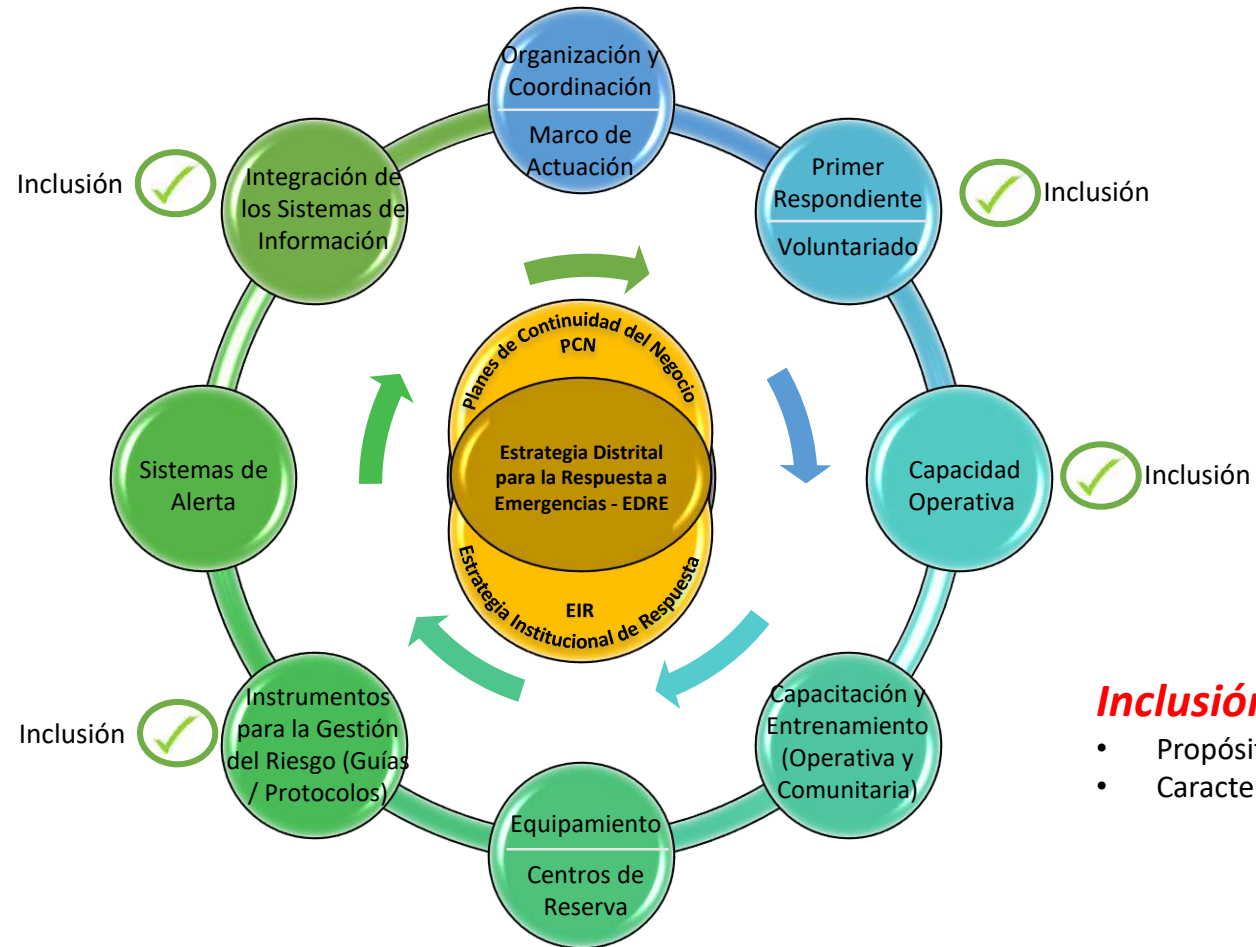 Organización y
Coordinación
Marco de
Actuación
Inclusión
Integración de
los Sistemas de
Información
Primer
Respondiente
Voluntariado
Inclusión
Planes de Continuidad del Negocio
PCN
Estrategia Distrital
para la Respuesta a
Emergencias - EDRE
EIR
Estrategia Institucional de Respuesta
Sistemas de
Alerta
Capacidad
Operativa
Inclusión
Inclusión
Instrumentos
para la Gestión
del Riesgo (Guías
/ Protocolos)
Capacitación y
Entrenamiento
(Operativa y
Comunitaria)
Equipamiento
Centros de
Reserva
Inclusión
• Propósit
• Caracte